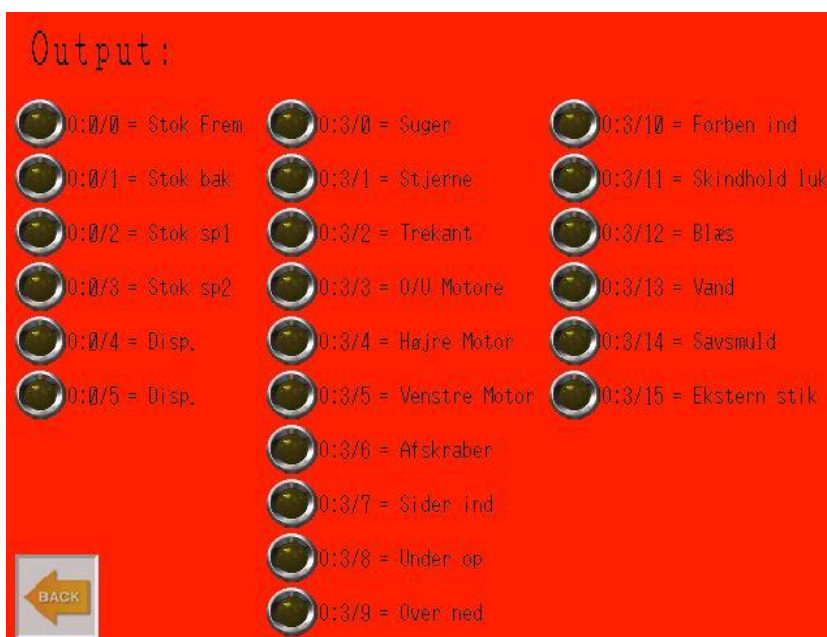 Output:
O:0/0 = Stok Frem
O:0/1 = Stok bak
O:0/2 = Stok sp1
O:0/3 = Stok sp2
O:0/4 = Disp.
O:0/5 = Disp.
O:3/0 = Suger
O:3/1 = Stjerne
O:3/2 = Trekant
O:3/3 = O/U Motore
O:3/4 = Højre Motor
O:3/5 = Venstre Motor
O:3/6 = Afskraber
O:3/7 = Sider ind
O:3/8 = Under op
O:3/9 = Over ned
O:3/10 = Forben ind
O:3/11 = Skindhold luk
O:3/12 = Blæs
O:3/13 = Vand
O:3/14 = Savsmuld
O:3/15 = Ekstern stik
BACK